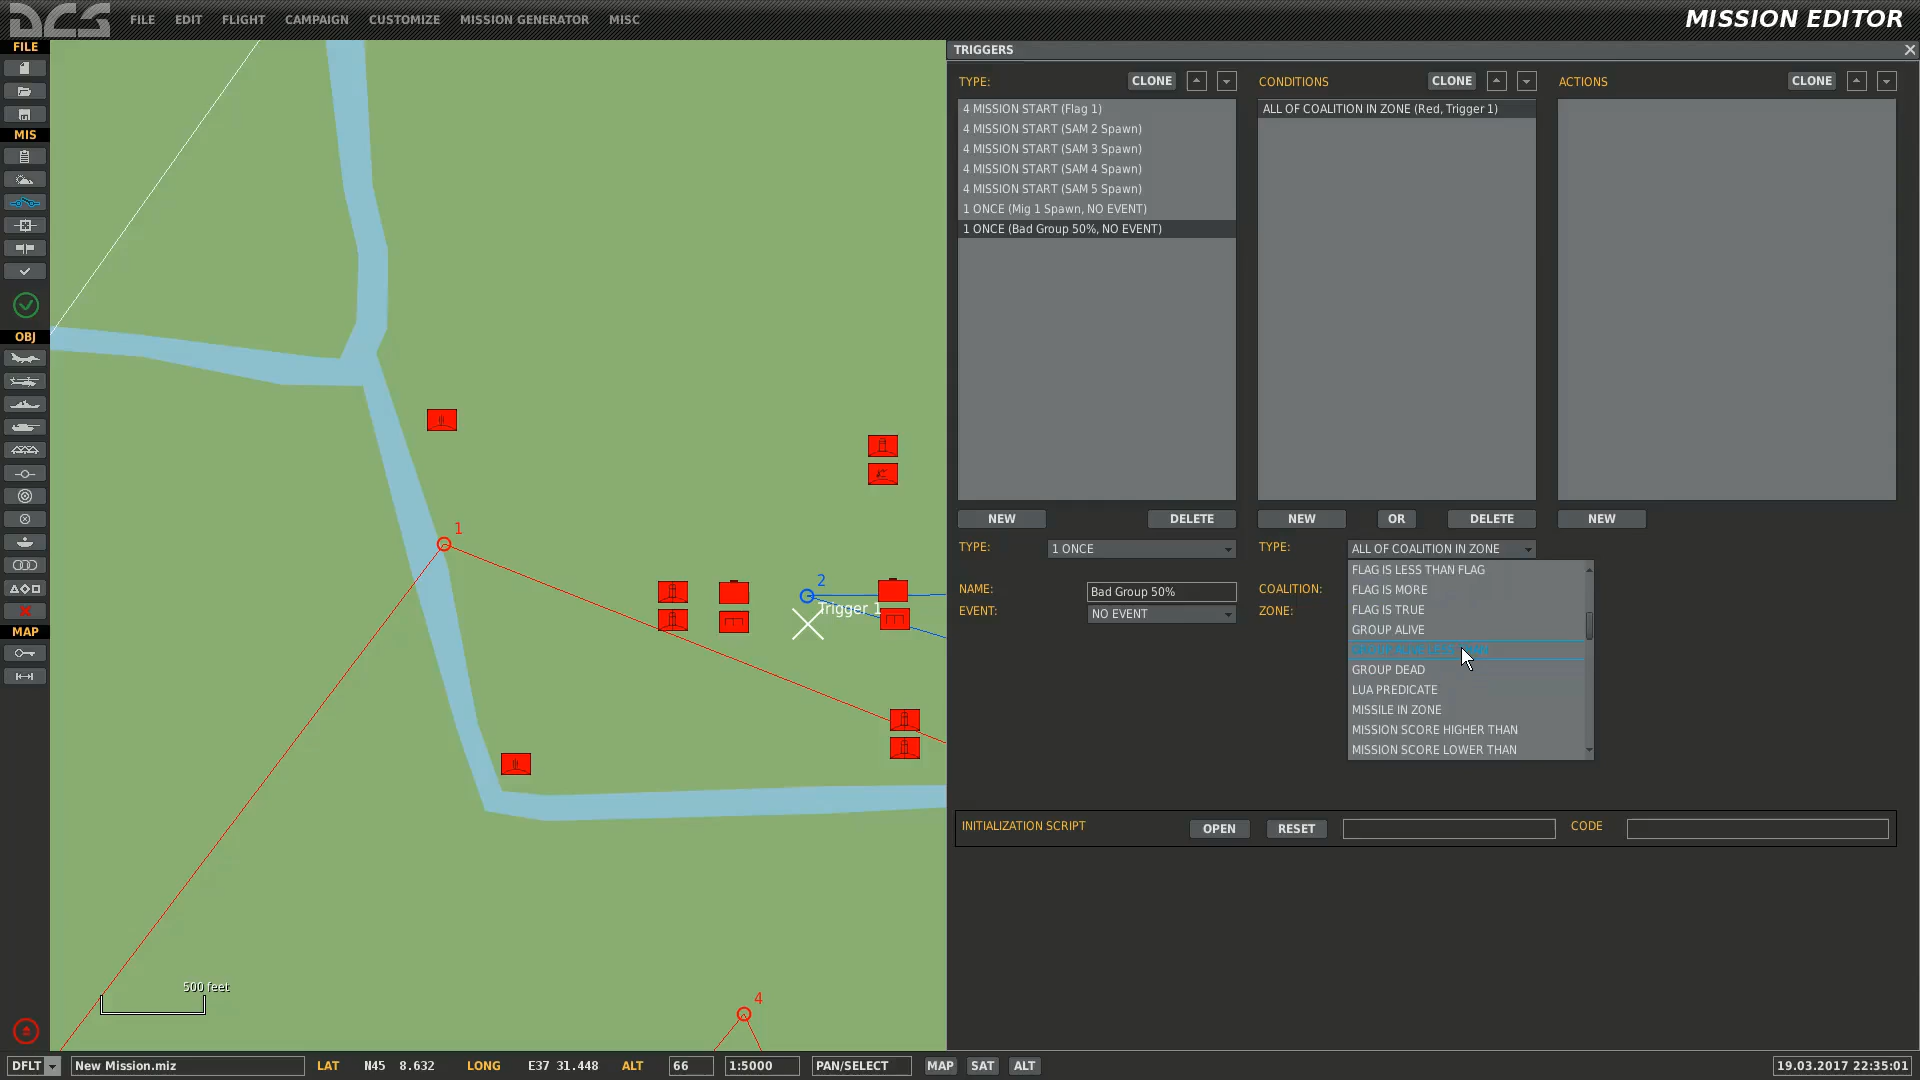 DCS FILE EDIT FLIGHT CAMPAIGN CUSTOMIZE MISSION GENERATOR MISC MISSION EDITOR
FILE
MIS
OBJ
MAP
1
2
Trigger 1
4
500 feet
TRIGGERS
TYPE: CLONE
4 MISSION START (Flag 1)
4 MISSION START (SAM 2 Spawn)
4 MISSION START (SAM 3 Spawn)
4 MISSION START (SAM 4 Spawn)
4 MISSION START (SAM 5 Spawn)
1 ONCE (Mig 1 Spawn, NO EVENT)
1 ONCE (Bad Group 50%, NO EVENT)
NEW DELETE
TYPE: 1 ONCE
NAME: Bad Group 50%
EVENT: NO EVENT
CONDITIONS CLONE
ALL OF COALITION IN ZONE (Red, Trigger 1)
NEW OR DELETE
TYPE: ALL OF COALITION IN ZONE
COALITION:
ZONE:
FLAG IS LESS THAN FLAG
FLAG IS MORE
FLAG IS TRUE
GROUP ALIVE
GROUP ALIVE LESS THAN
GROUP DEAD
LUA PREDICATE
MISSILE IN ZONE
MISSION SCORE HIGHER THAN
MISSION SCORE LOWER THAN
ACTIONS CLONE
NEW
INITIALIZATION SCRIPT OPEN RESET CODE
DFLT New Mission.miz LAT N45 8.632 LONG E37 31.448 ALT 66 1:5000 PAN/SELECT MAP SAT ALT 19.03.2017 22:35:01